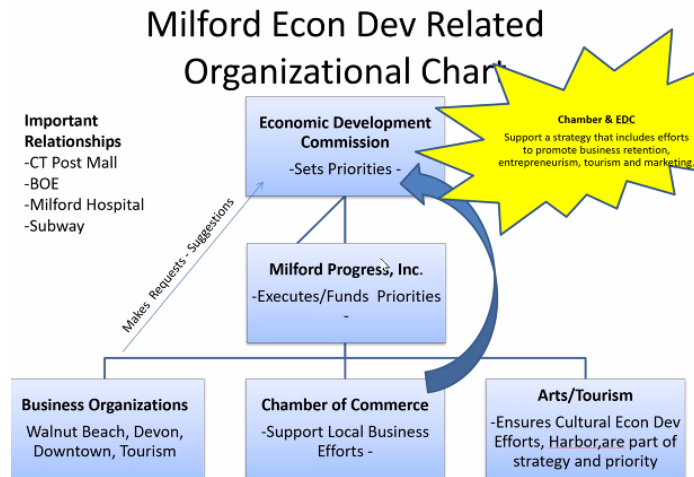 Milford Econ Dev Related
Organizational Chart
Important
Relationships
-CT Post Mall
-BOE
-Milford Hospital
-Subway
Economic Development
Commission
-Sets Priorities -
Chamber & EDC
Support a strategy that includes efforts
to promote business retention,
entrepreneurism, tourism and marketing.
Makes Requests - Suggestions
Milford Progress, Inc.
-Executes/Funds Priorities
-
Business Organizations
Walnut Beach, Devon,
Downtown, Tourism
Chamber of Commerce
-Support Local Business
Efforts -
Arts/Tourism
-Ensures Cultural Econ Dev
Efforts, Harbor,are part of
strategy and priority